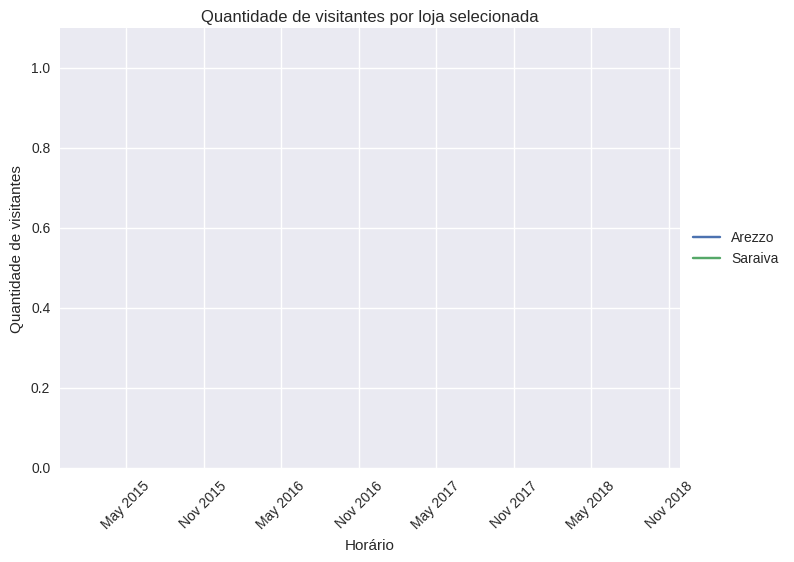 Quantidade de visitantes por loja selecionada
Quantidade de visitantes
1.0
0.8
0.6
0.4
0.2
0.0
May 2015
Nov 2015
May 2016
Nov 2016
May 2017
Nov 2017
May 2018
Nov 2018
Horário
Arezzo
Saraiva